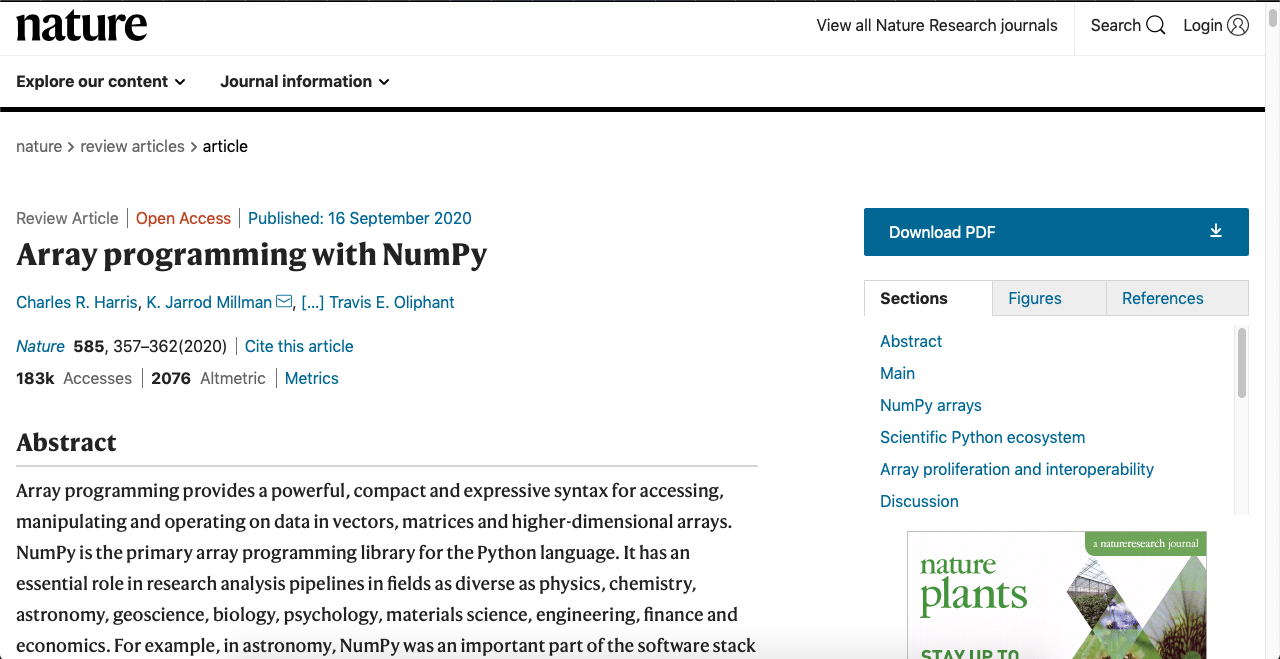 nature
View all Nature Research journals
Search
Login
Explore our content
Journal information
nature > review articles > article
Review Article | Open Access | Published: 16 September 2020
Array programming with NumPy
Charles R. Harris, K. Jarrod Millman, [...] Travis E. Oliphant
Nature 585, 357–362(2020) | Cite this article
183k Accesses | 2076 Altmetric | Metrics
Abstract
Array programming provides a powerful, compact and expressive syntax for accessing,
manipulating and operating on data in vectors, matrices and higher-dimensional arrays.
NumPy is the primary array programming library for the Python language. It has an
essential role in research analysis pipelines in fields as diverse as physics, chemistry,
astronomy, geoscience, biology, psychology, materials science, engineering, finance and
economics. For example, in astronomy, NumPy was an important part of the software stack
Download PDF
Sections
Figures
References
Abstract
Main
NumPy arrays
Scientific Python ecosystem
Array proliferation and interoperability
Discussion
a natureresearch journal
nature
plants
STAY UP TO